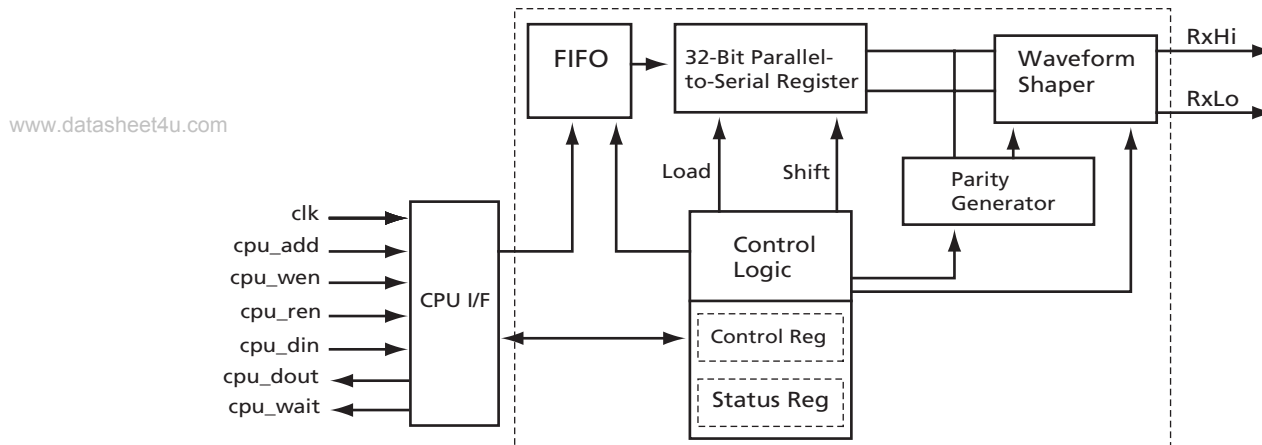 FIFO
32-Bit Parallel-
to-Serial Register
Waveform
Shaper
RxHi
RxLo
www.datasheet4u.com
Load
Shift
Parity
Generator
clk
cpu_add
cpu_wen
cpu_ren
cpu_din
cpu_dout
cpu_wait
CPU I/F
Control
Logic
Control Reg
Status Reg